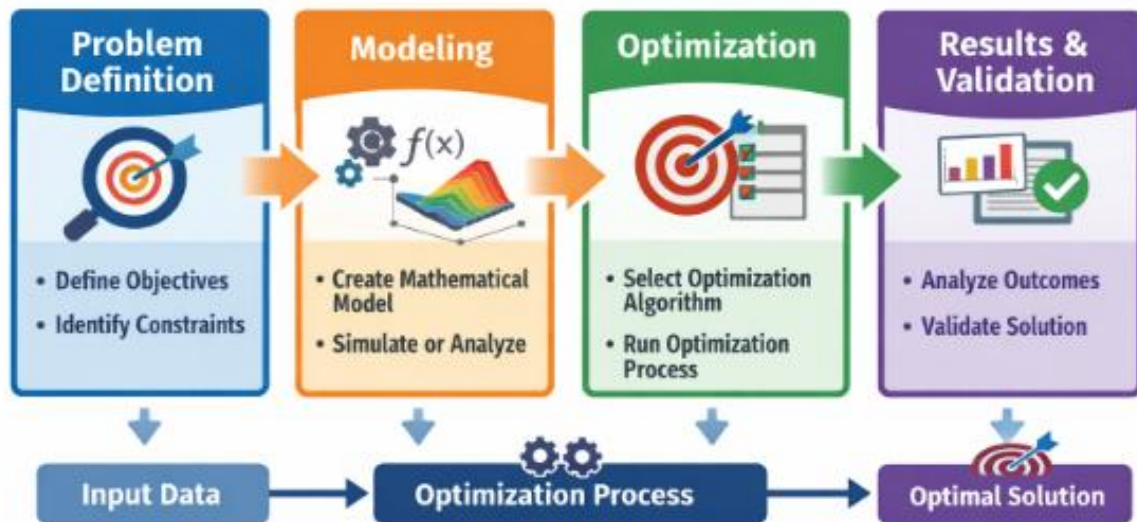 Problem
Definition
Modeling
Optimization
Results &
Validation
f(x)
• Define Objectives
• Identify Constraints
• Create Mathematical
Model
• Simulate or Analyze
• Select Optimization
Algorithm
• Run Optimization
Process
• Analyze Outcomes
• Validate Solution
Input Data
Optimization Process
Optimal Solution